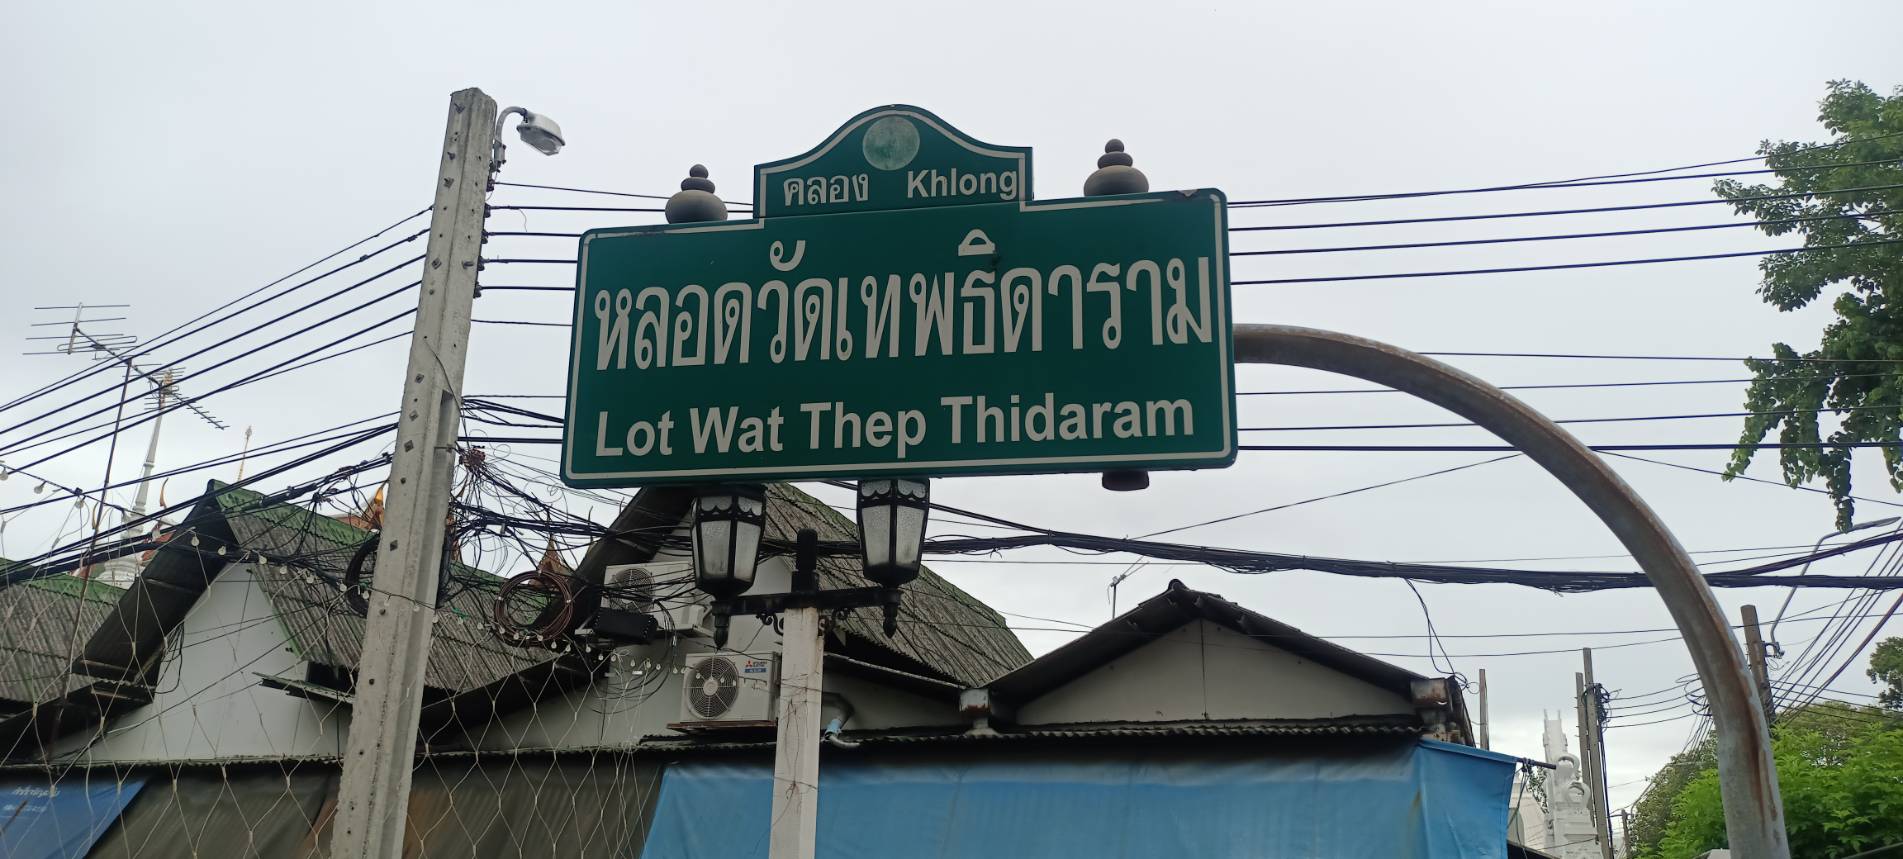 คลอง Khlong
หลอดวัดเทพธิดาราม
Lot Wat Thep Thidaram